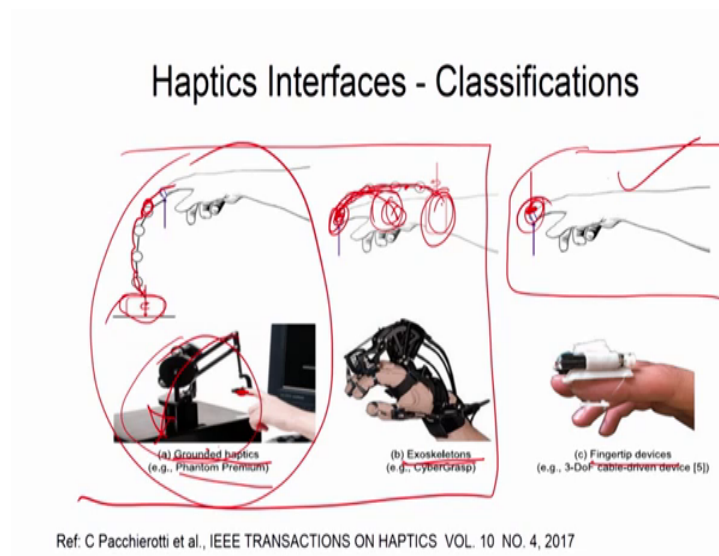 Haptics Interfaces - Classifications
(a) Grounded haptics
(e.g., Phantom Premium)
(b) Exoskeletons
(e.g., CyberGrasp)
(c) Fingertip devices
(e.g., 3-DoF cable-driven device [5])
Ref: C Pacchierotti et al., IEEE TRANSACTIONS ON HAPTICS VOL. 10 NO. 4, 2017